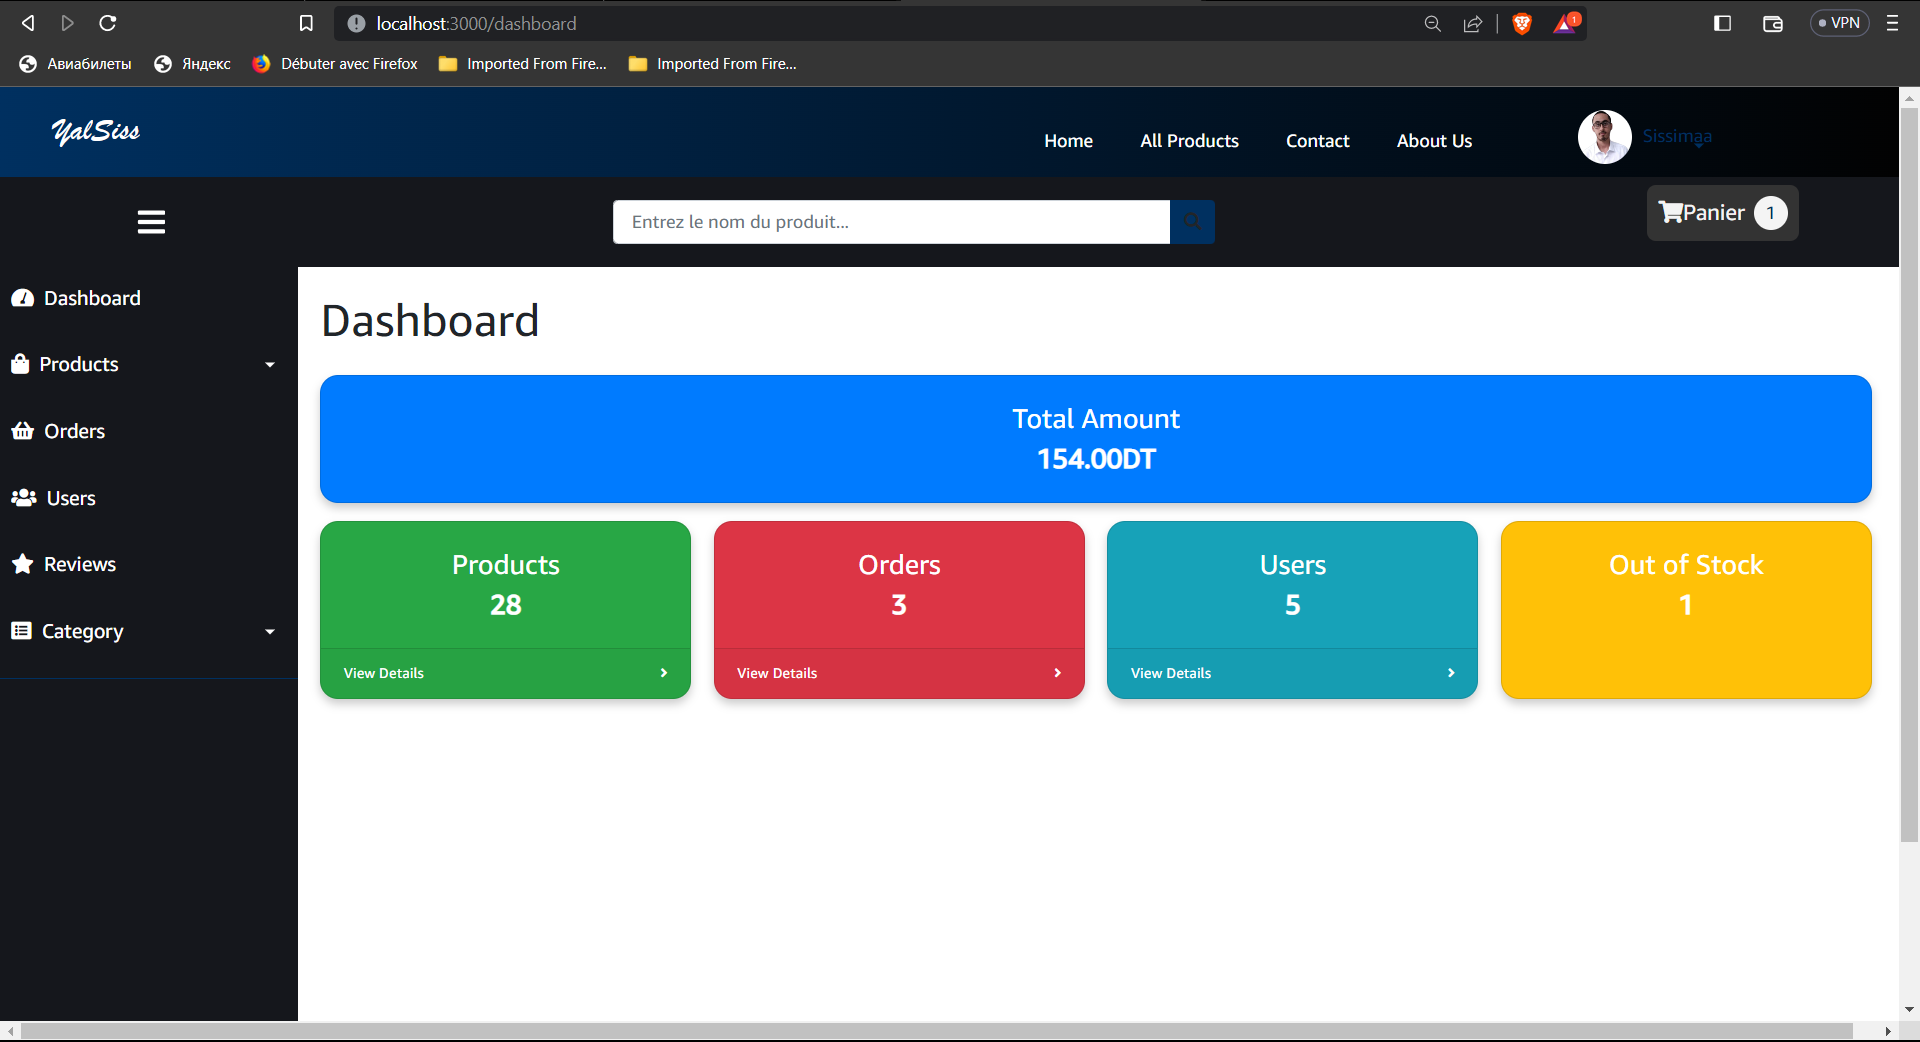 localhost:3000/dashboard
1
VPN
Авиабилеты
Яндекс
Débuter avec Firefox
Imported From Fire...
Imported From Fire...
YalSiss
Home
All Products
Contact
About Us
Sissimaa
Entrez le nom du produit...
Panier 1
Dashboard
Products
Orders
Users
Reviews
Category
Dashboard
Total Amount
154.00DT
Products
28
View Details
Orders
3
View Details
Users
5
View Details
Out of Stock
1